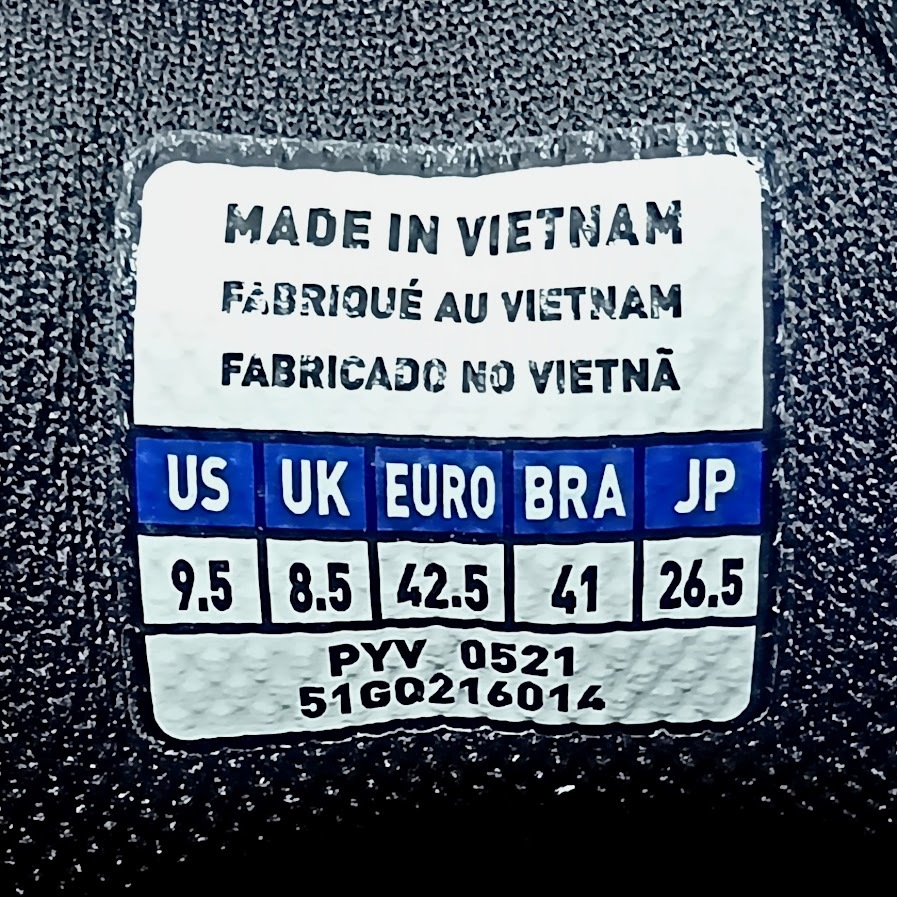 MADE IN VIETNAM
FABRIQUÉ AU VIETNAM
FABRICADO NO VIETNÃ
US UK EURO BRA JP
9.5 8.5 42.5 41 26.5
PYV 0521
51GQ216014